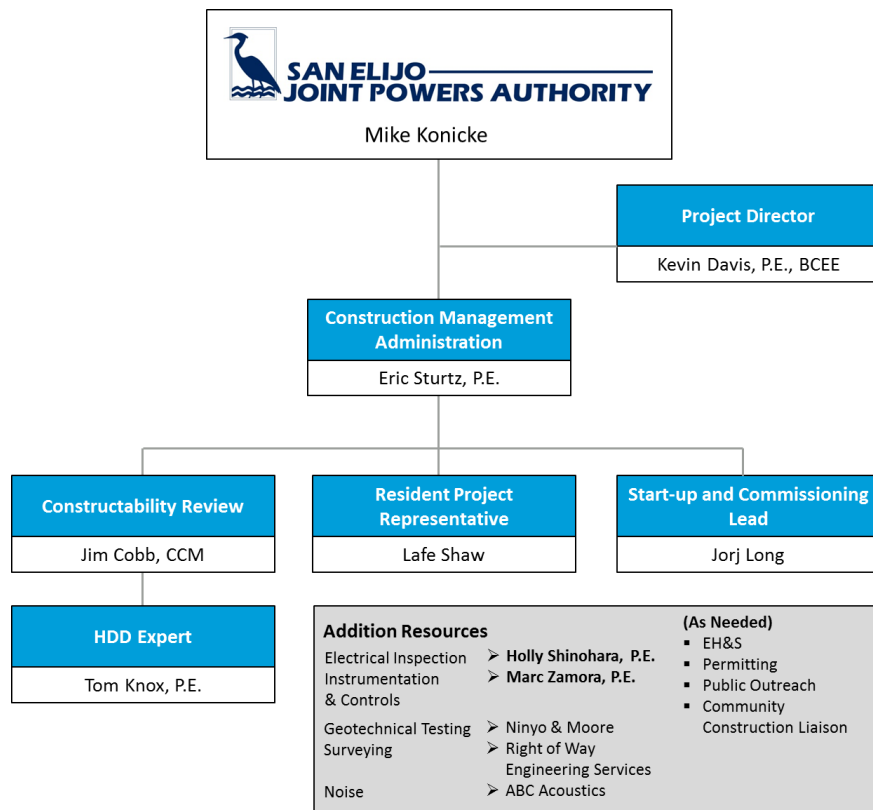 SAN ELIJO
JOINT POWERS AUTHORITY
Mike Konicke
Project Director
Kevin Davis, P.E., BCEE
Construction Management
Administration
Eric Sturtz, P.E.
Constructability Review
Jim Cobb, CCM
Resident Project
Representative
Lafe Shaw
Start-up and Commissioning
Lead
Jorj Long
HDD Expert
Tom Knox, P.E.
Addition Resources
Electrical Inspection ➢ Holly Shinohara, P.E.
Instrumentation ➢ Marc Zamora, P.E.
& Controls
Geotechnical Testing ➢ Ninyo & Moore
Surveying ➢ Right of Way
Engineering Services
Noise ➢ ABC Acoustics
(As Needed)
▪ EH&S
▪ Permitting
▪ Public Outreach
▪ Community
Construction Liaison